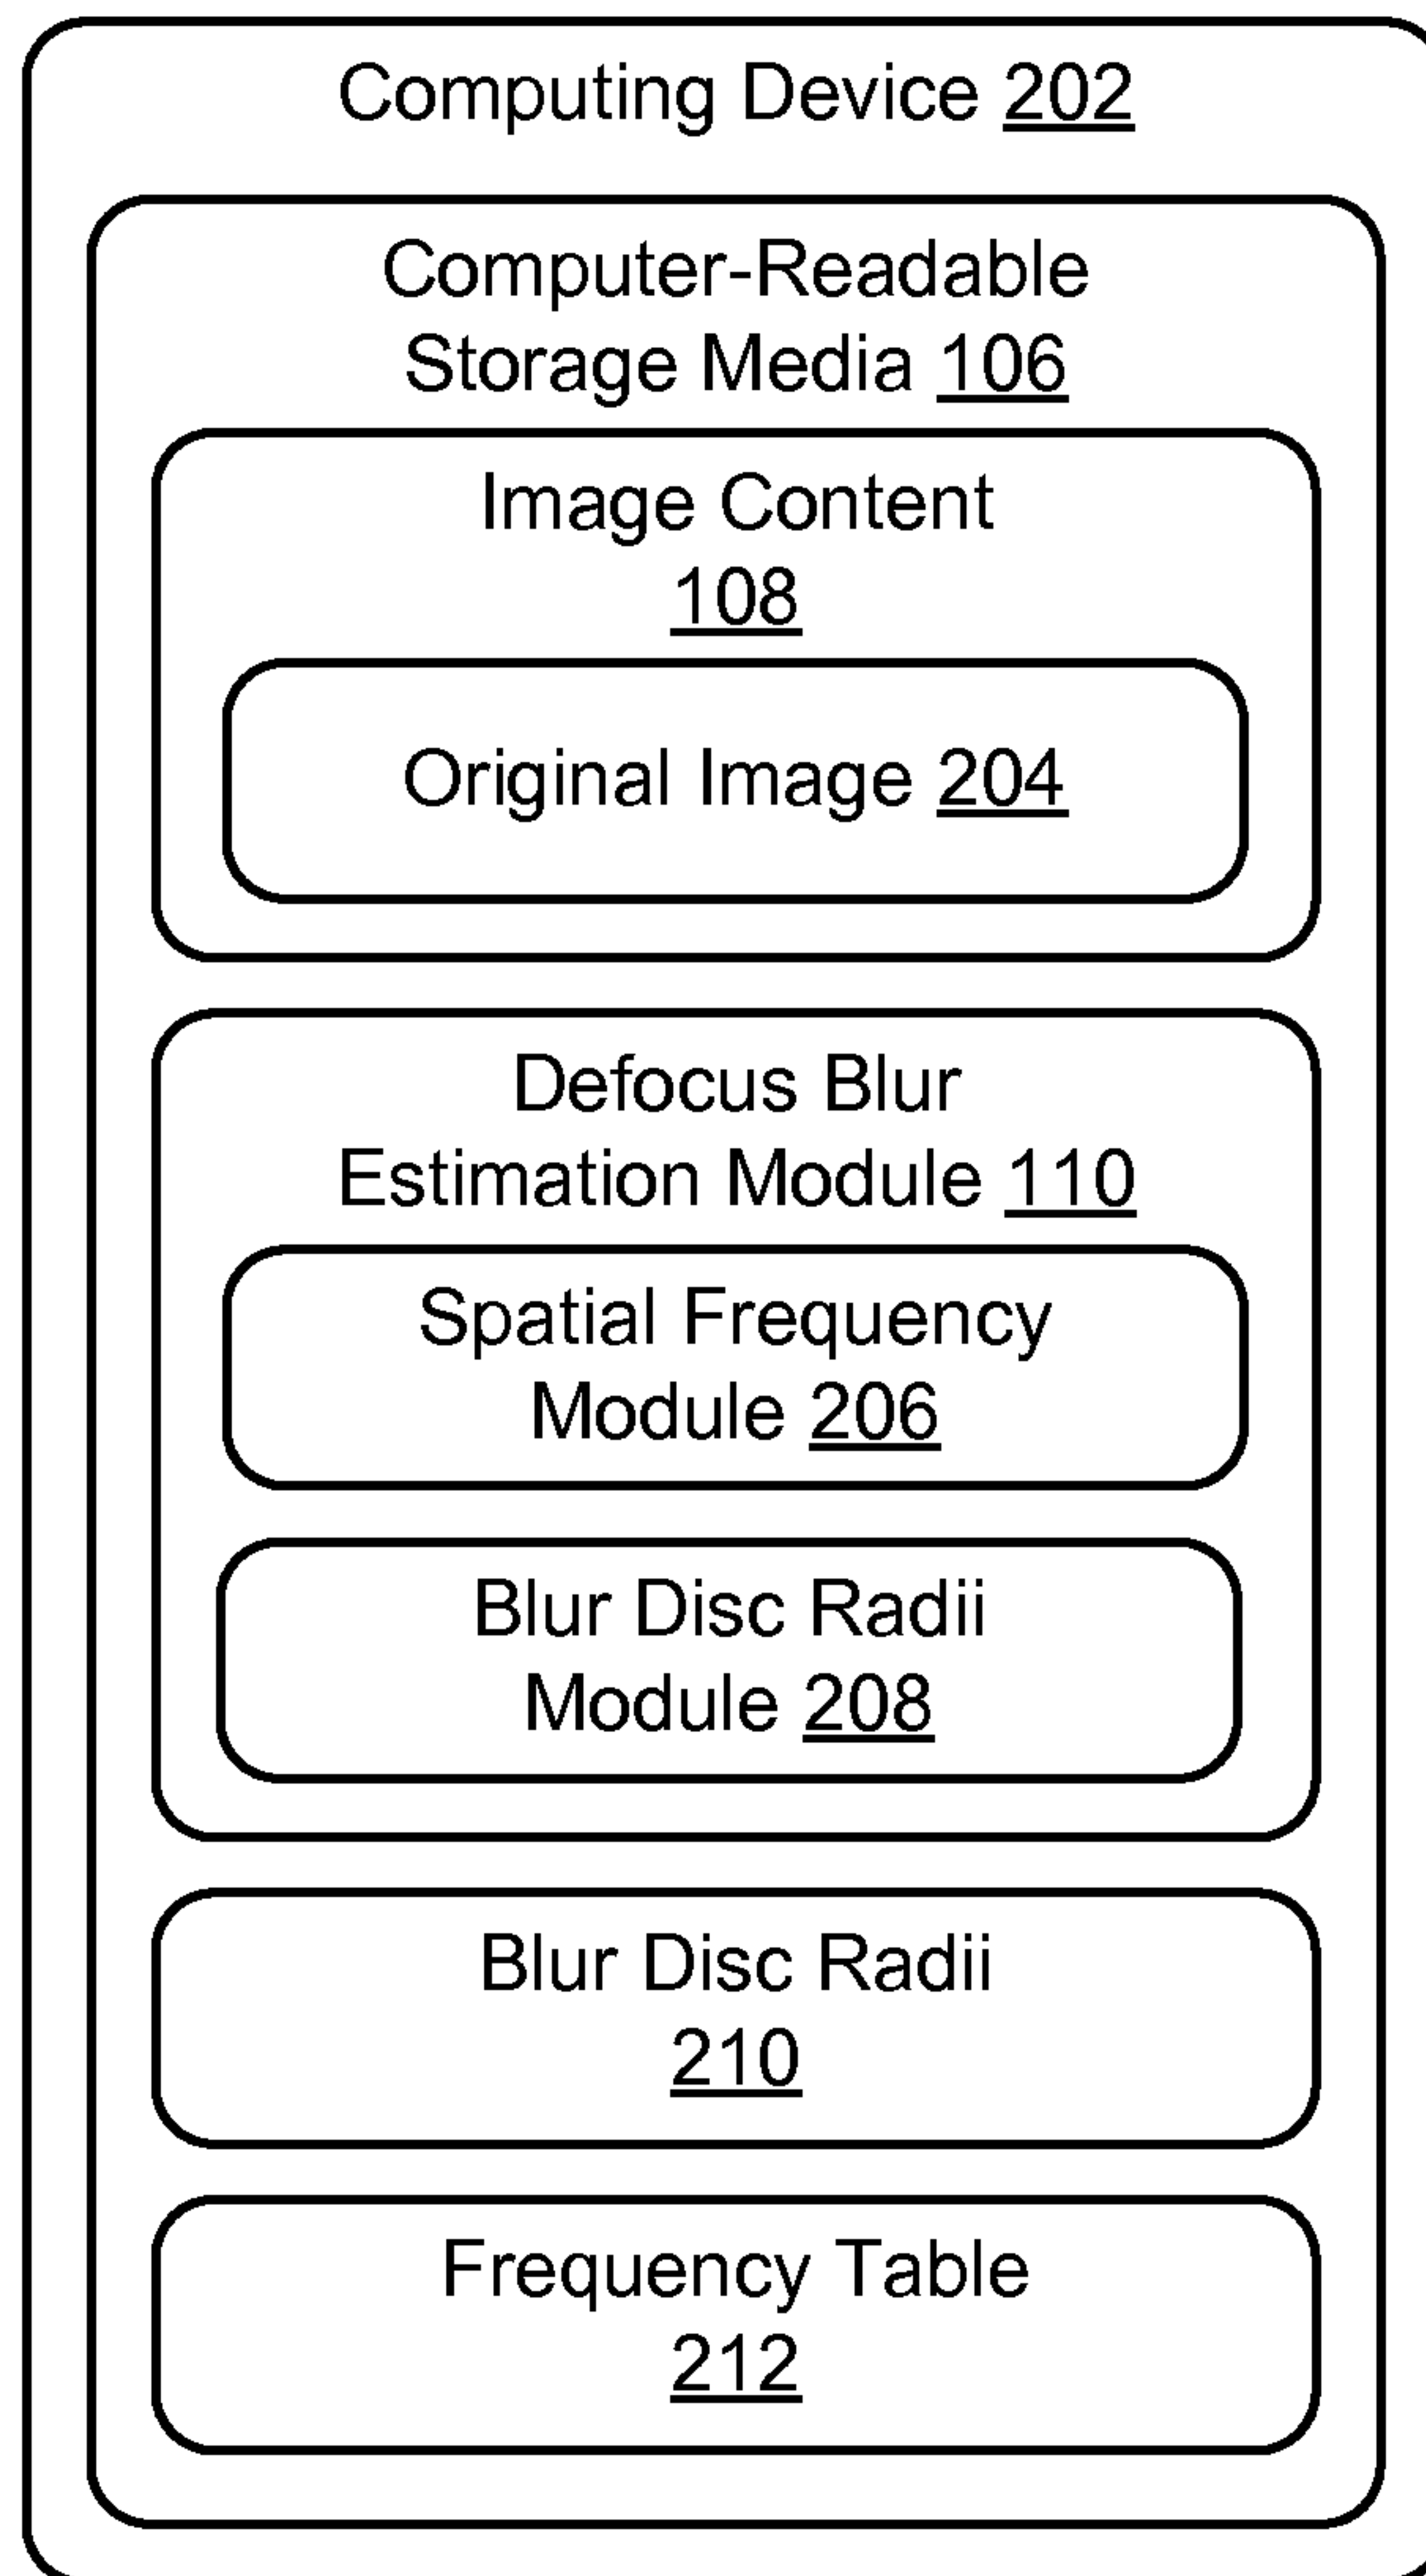 Computing Device 202
Computer-Readable
Storage Media 106
Image Content
108
Original Image 204
Defocus Blur
Estimation Module 110
Spatial Frequency
Module 206
Blur Disc Radii
Module 208
Blur Disc Radii
210
Frequency Table
212